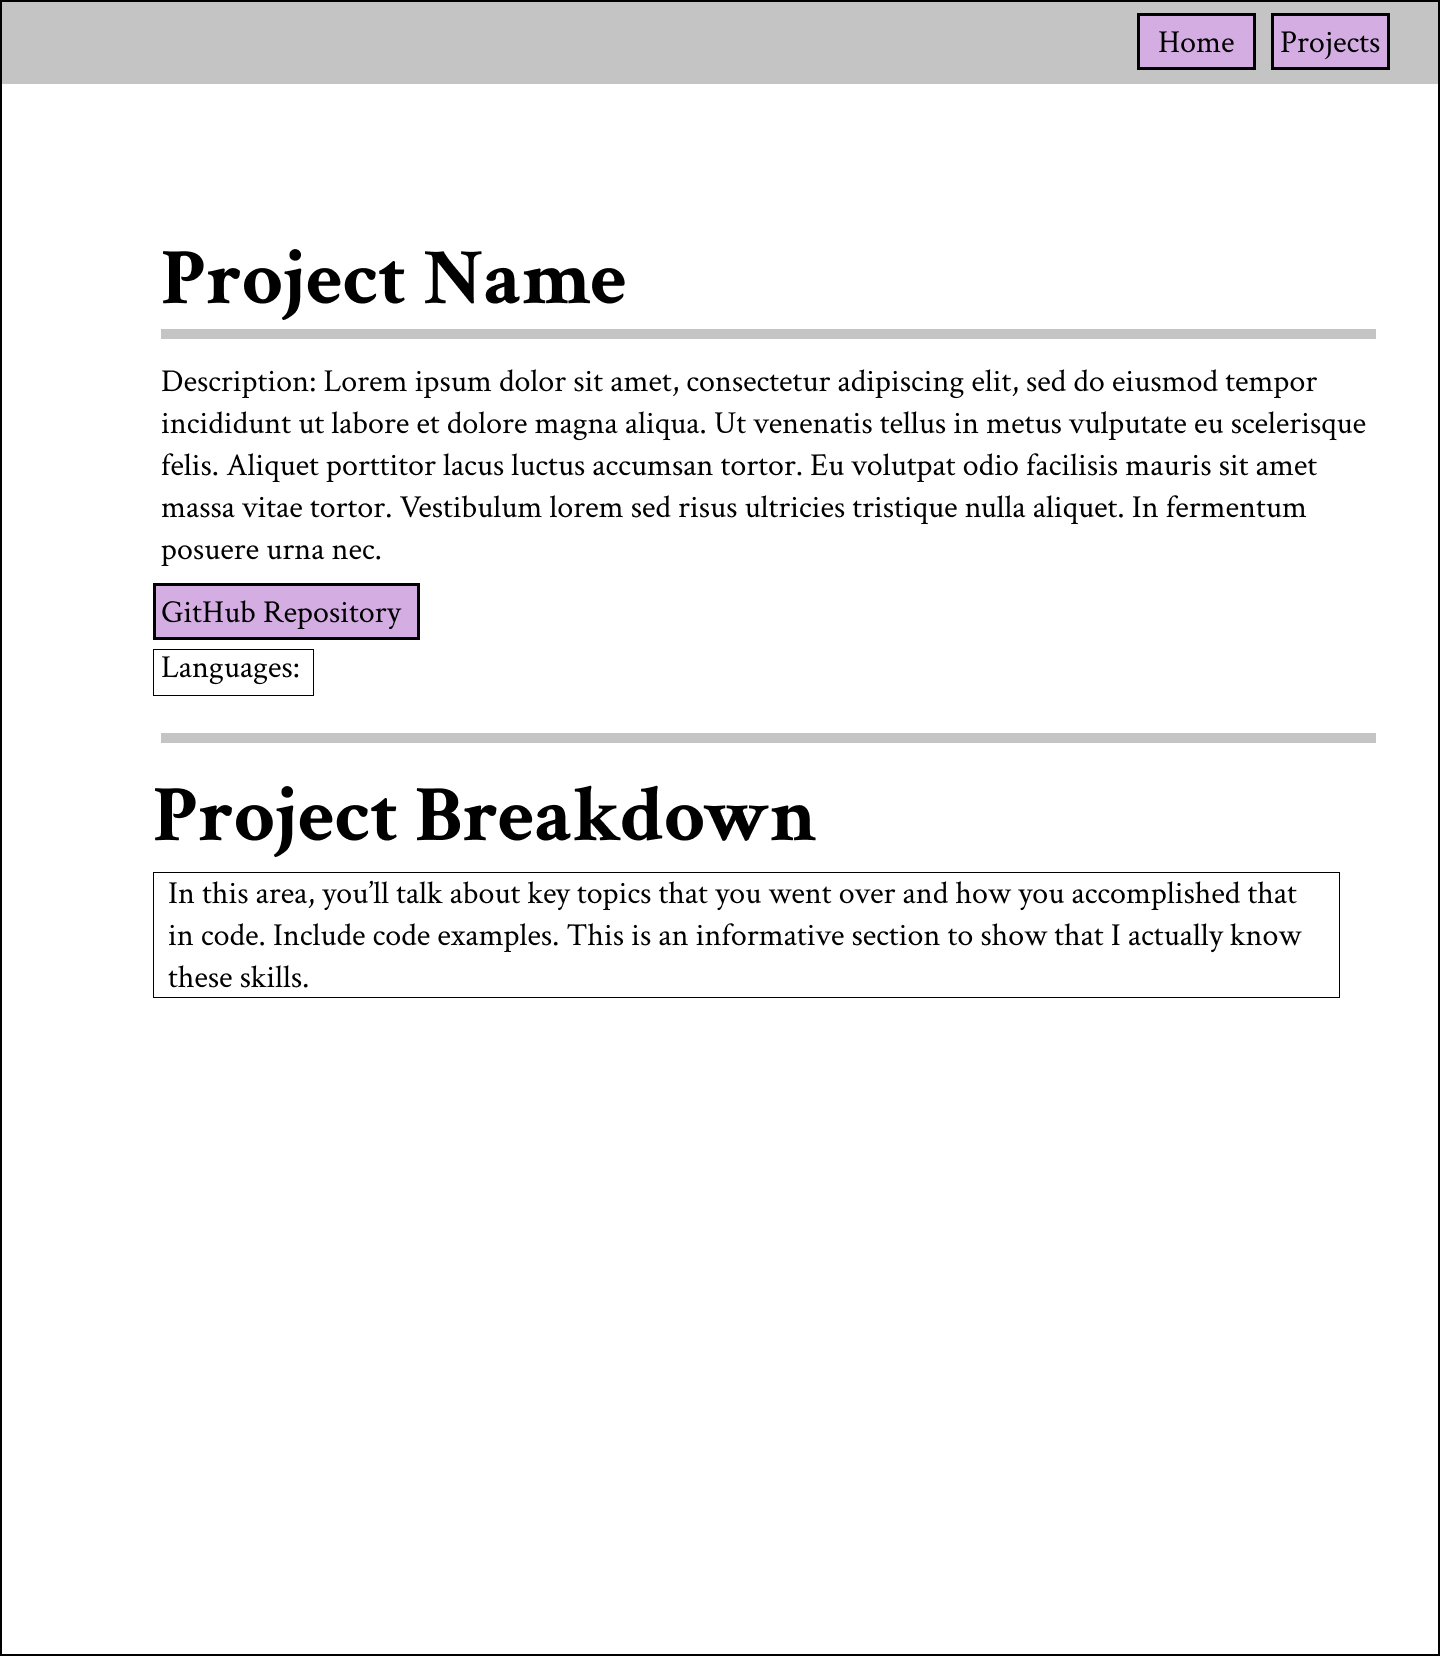 Home Projects
Project Name
Description: Lorem ipsum dolor sit amet, consectetur adipiscing elit, sed do eiusmod tempor
incididunt ut labore et dolore magna aliqua. Ut venenatis tellus in metus vulputate eu scelerisque
felis. Aliquet porttitor lacus luctus accumsan tortor. Eu volutpat odio facilisis mauris sit amet
massa vitae tortor. Vestibulum lorem sed risus ultricies tristique nulla aliquet. In fermentum
posuere urna nec.
GitHub Repository
Languages:
Project Breakdown
In this area, you’ll talk about key topics that you went over and how you accomplished that
in code. Include code examples. This is an informative section to show that I actually know
these skills.